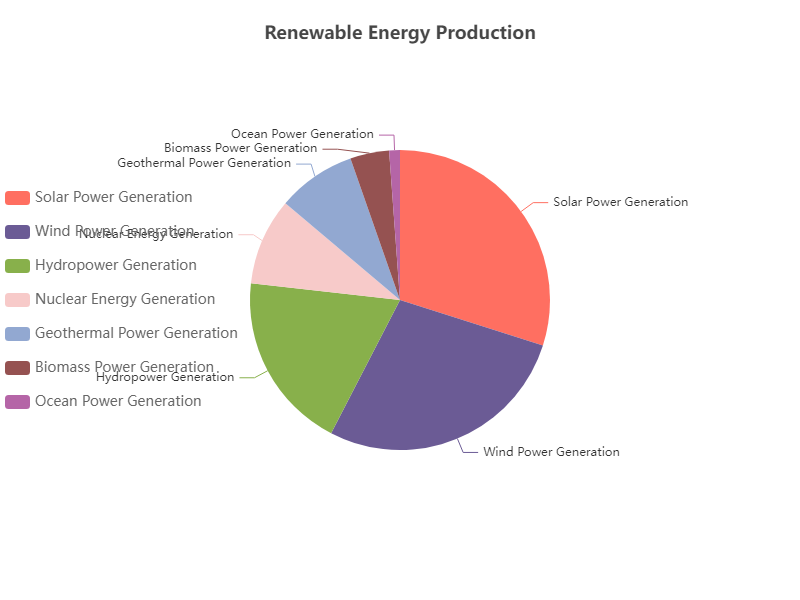 Renewable Energy Production
Ocean Power Generation
Biomass Power Generation
Geothermal Power Generation
Solar Power Generation
Nuclear Energy Generation
Hydropower Generation
Wind Power Generation
Solar Power Generation
Wind Power Generation
Hydropower Generation
Nuclear Energy Generation
Geothermal Power Generation
Biomass Power Generation
Ocean Power Generation